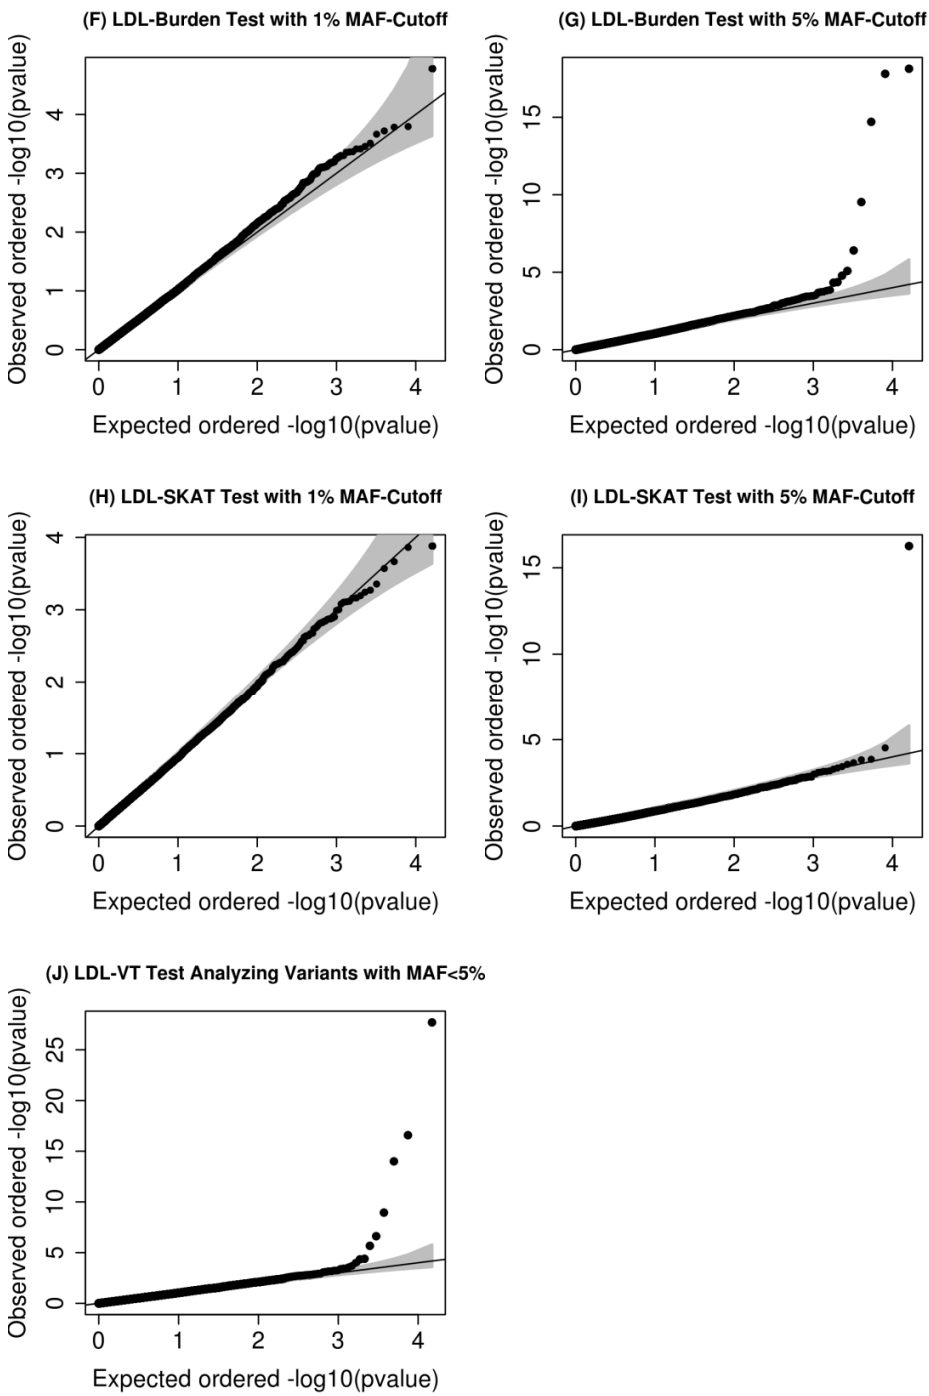 (F) LDL-Burden Test with 1% MAF-Cutoff
Observed ordered -log10(pvalue)
4
3
2
1
0
0 1 2 3 4
Expected ordered -log10(pvalue)
(G) LDL-Burden Test with 5% MAF-Cutoff
Observed ordered -log10(pvalue)
15
10
5
0
0 1 2 3 4
Expected ordered -log10(pvalue)
(H) LDL-SKAT Test with 1% MAF-Cutoff
Observed ordered -log10(pvalue)
4
3
2
1
0
0 1 2 3 4
Expected ordered -log10(pvalue)
(I) LDL-SKAT Test with 5% MAF-Cutoff
Observed ordered -log10(pvalue)
15
10
5
0
0 1 2 3 4
Expected ordered -log10(pvalue)
(J) LDL-VT Test Analyzing Variants with MAF<5%
Observed ordered -log10(pvalue)
25
20
15
10
5
0
0 1 2 3 4
Expected ordered -log10(pvalue)